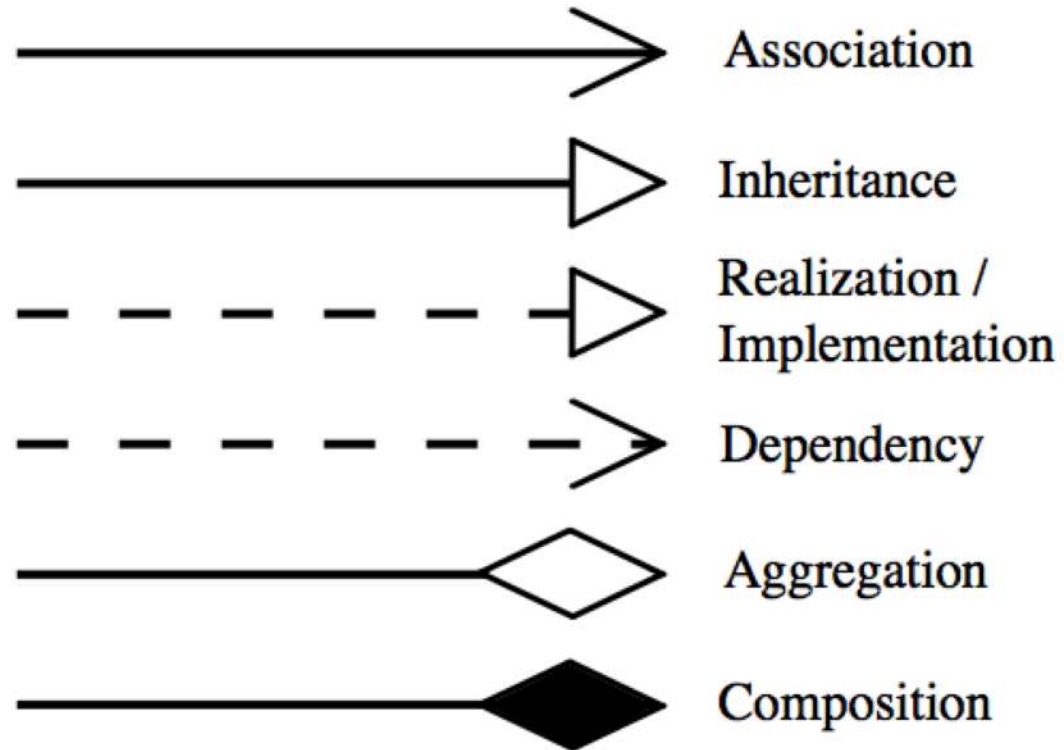 Association
Inheritance
Realization /
Implementation
Dependency
Aggregation
Composition